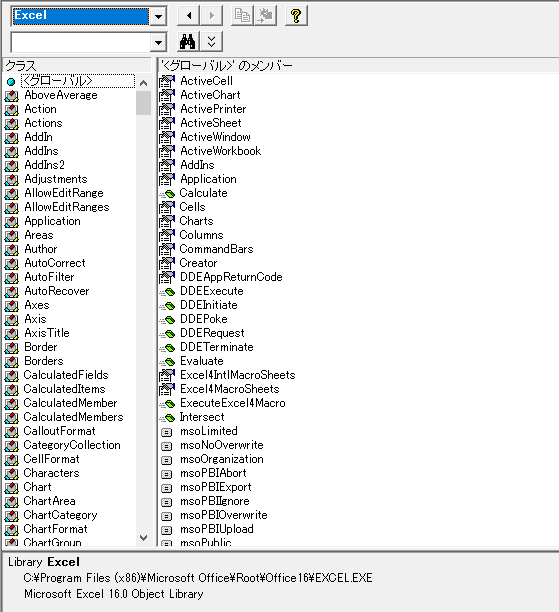 Excel
クラス
<グローバル>
AboveAverage
Action
Actions
AddIn
AddIns
AddIns2
Adjustments
AllowEditRange
AllowEditRanges
Application
Areas
Author
AutoCorrect
AutoFilter
AutoRecover
Axes
Axis
AxisTitle
Border
Borders
CalculatedFields
CalculatedItems
CalculatedMember
CalculatedMembers
CalloutFormat
CategoryCollection
CellFormat
Characters
Chart
ChartArea
ChartCategory
ChartFormat
ChartGroup
'<グローバル>' のメンバー
ActiveCell
ActiveChart
ActivePrinter
ActiveSheet
ActiveWindow
ActiveWorkbook
AddIns
Application
Calculate
Cells
Charts
Columns
CommandBars
Creator
DDEAppReturnCode
DDEExecute
DDEInitiate
DDEPoke
DDERequest
DDETerminate
Evaluate
Excel4IntlMacroSheets
Excel4MacroSheets
ExecuteExcel4Macro
Intersect
msoLimited
msoNoOverwrite
msoOrganization
msoPBIAbort
msoPBIExport
msoPBIIgnore
msoPBIOverwrite
msoPBIUpload
msoPublic
Library Excel
C:¥Program Files (x86)¥Microsoft Office¥Root¥Office16¥EXCEL.EXE
Microsoft Excel 16.0 Object Library